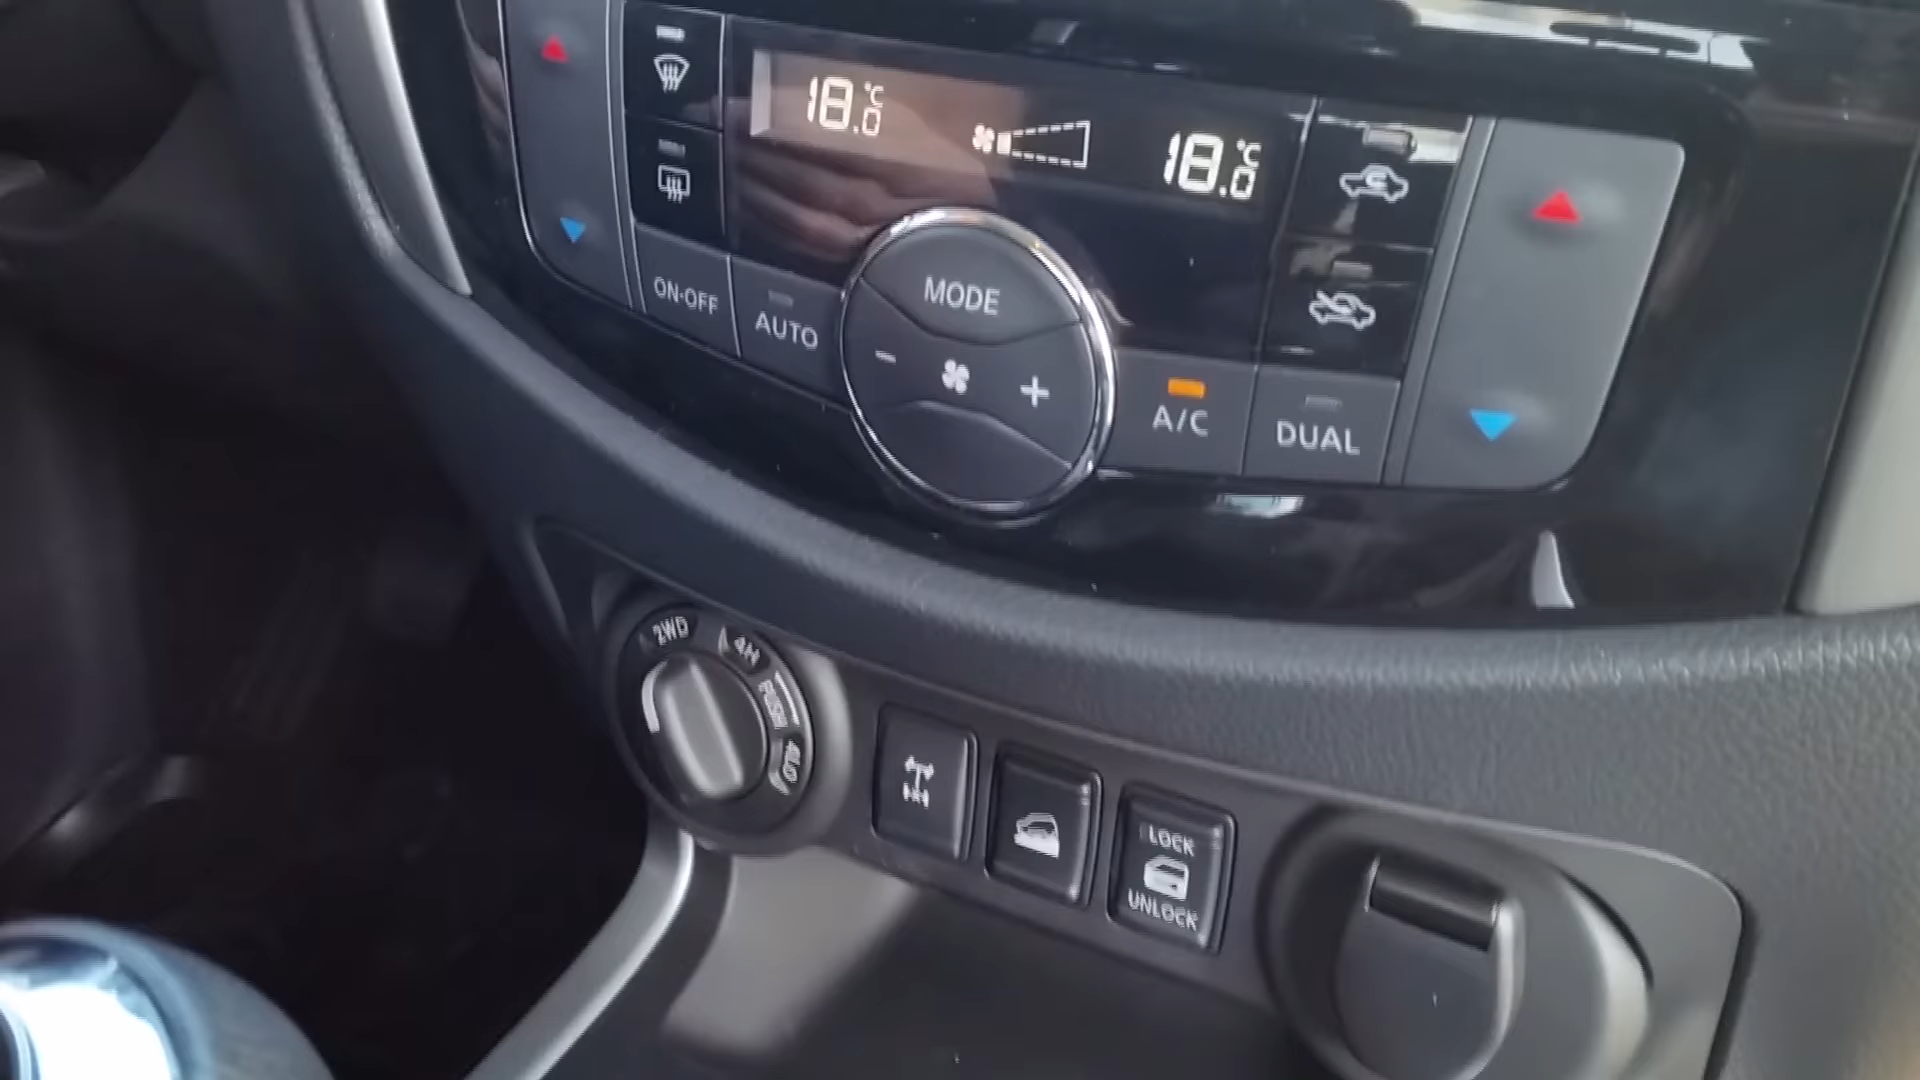 18.0 °C
18.0 °C
MODE
ON·OFF
AUTO
- +
A/C
DUAL
2WD
4H
PUSH
4LO
LOCK
UNLOCK